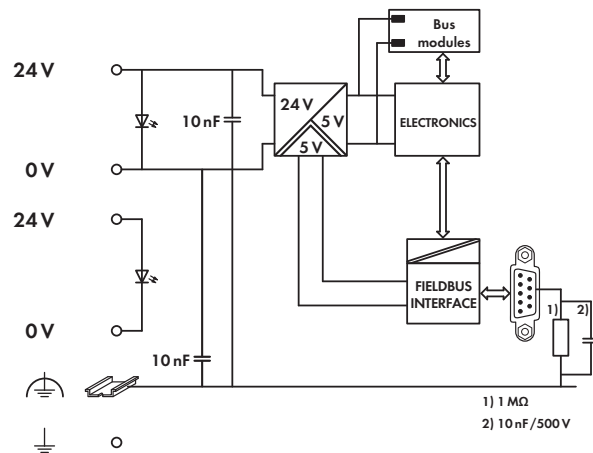 Bus
modules
24 V
24 V
5 V
5 V
10 nF
ELECTRONICS
0 V
24 V
FIELDBUS
INTERFACE
1)
2)
0 V
10 nF
1) 1 MΩ
2) 10 nF/500 V